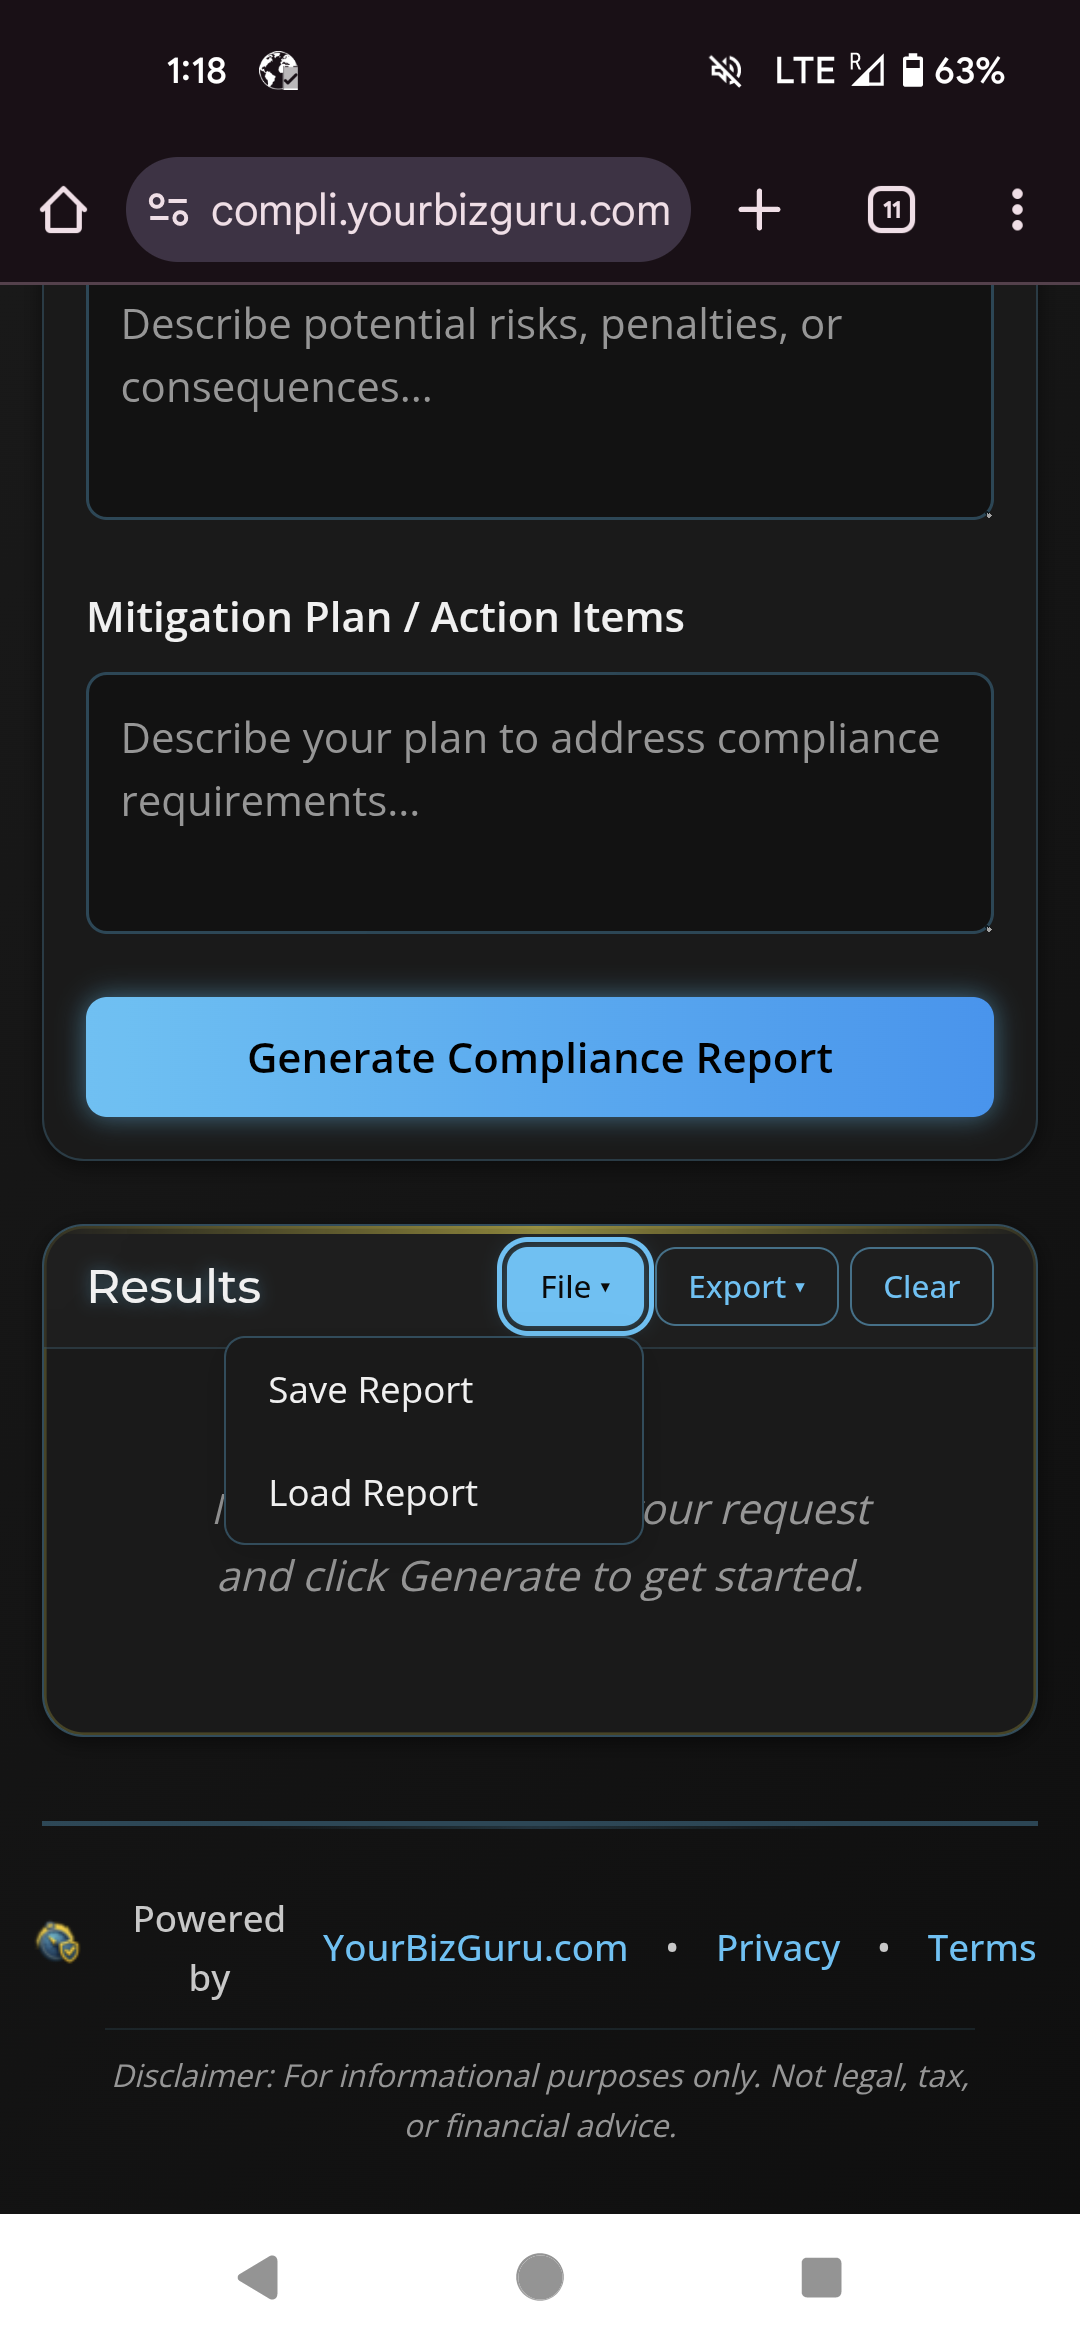 1:18
LTE R 63%
compli.yourbizguru.com
11
Describe potential risks, penalties, or
consequences...
Mitigation Plan / Action Items
Describe your plan to address compliance
requirements...
Generate Compliance Report
Results
File ▾
Export ▾
Clear
Save Report
Load Report
our request
and click Generate to get started.
Powered
by
YourBizGuru.com • Privacy • Terms
Disclaimer: For informational purposes only. Not legal, tax,
or financial advice.